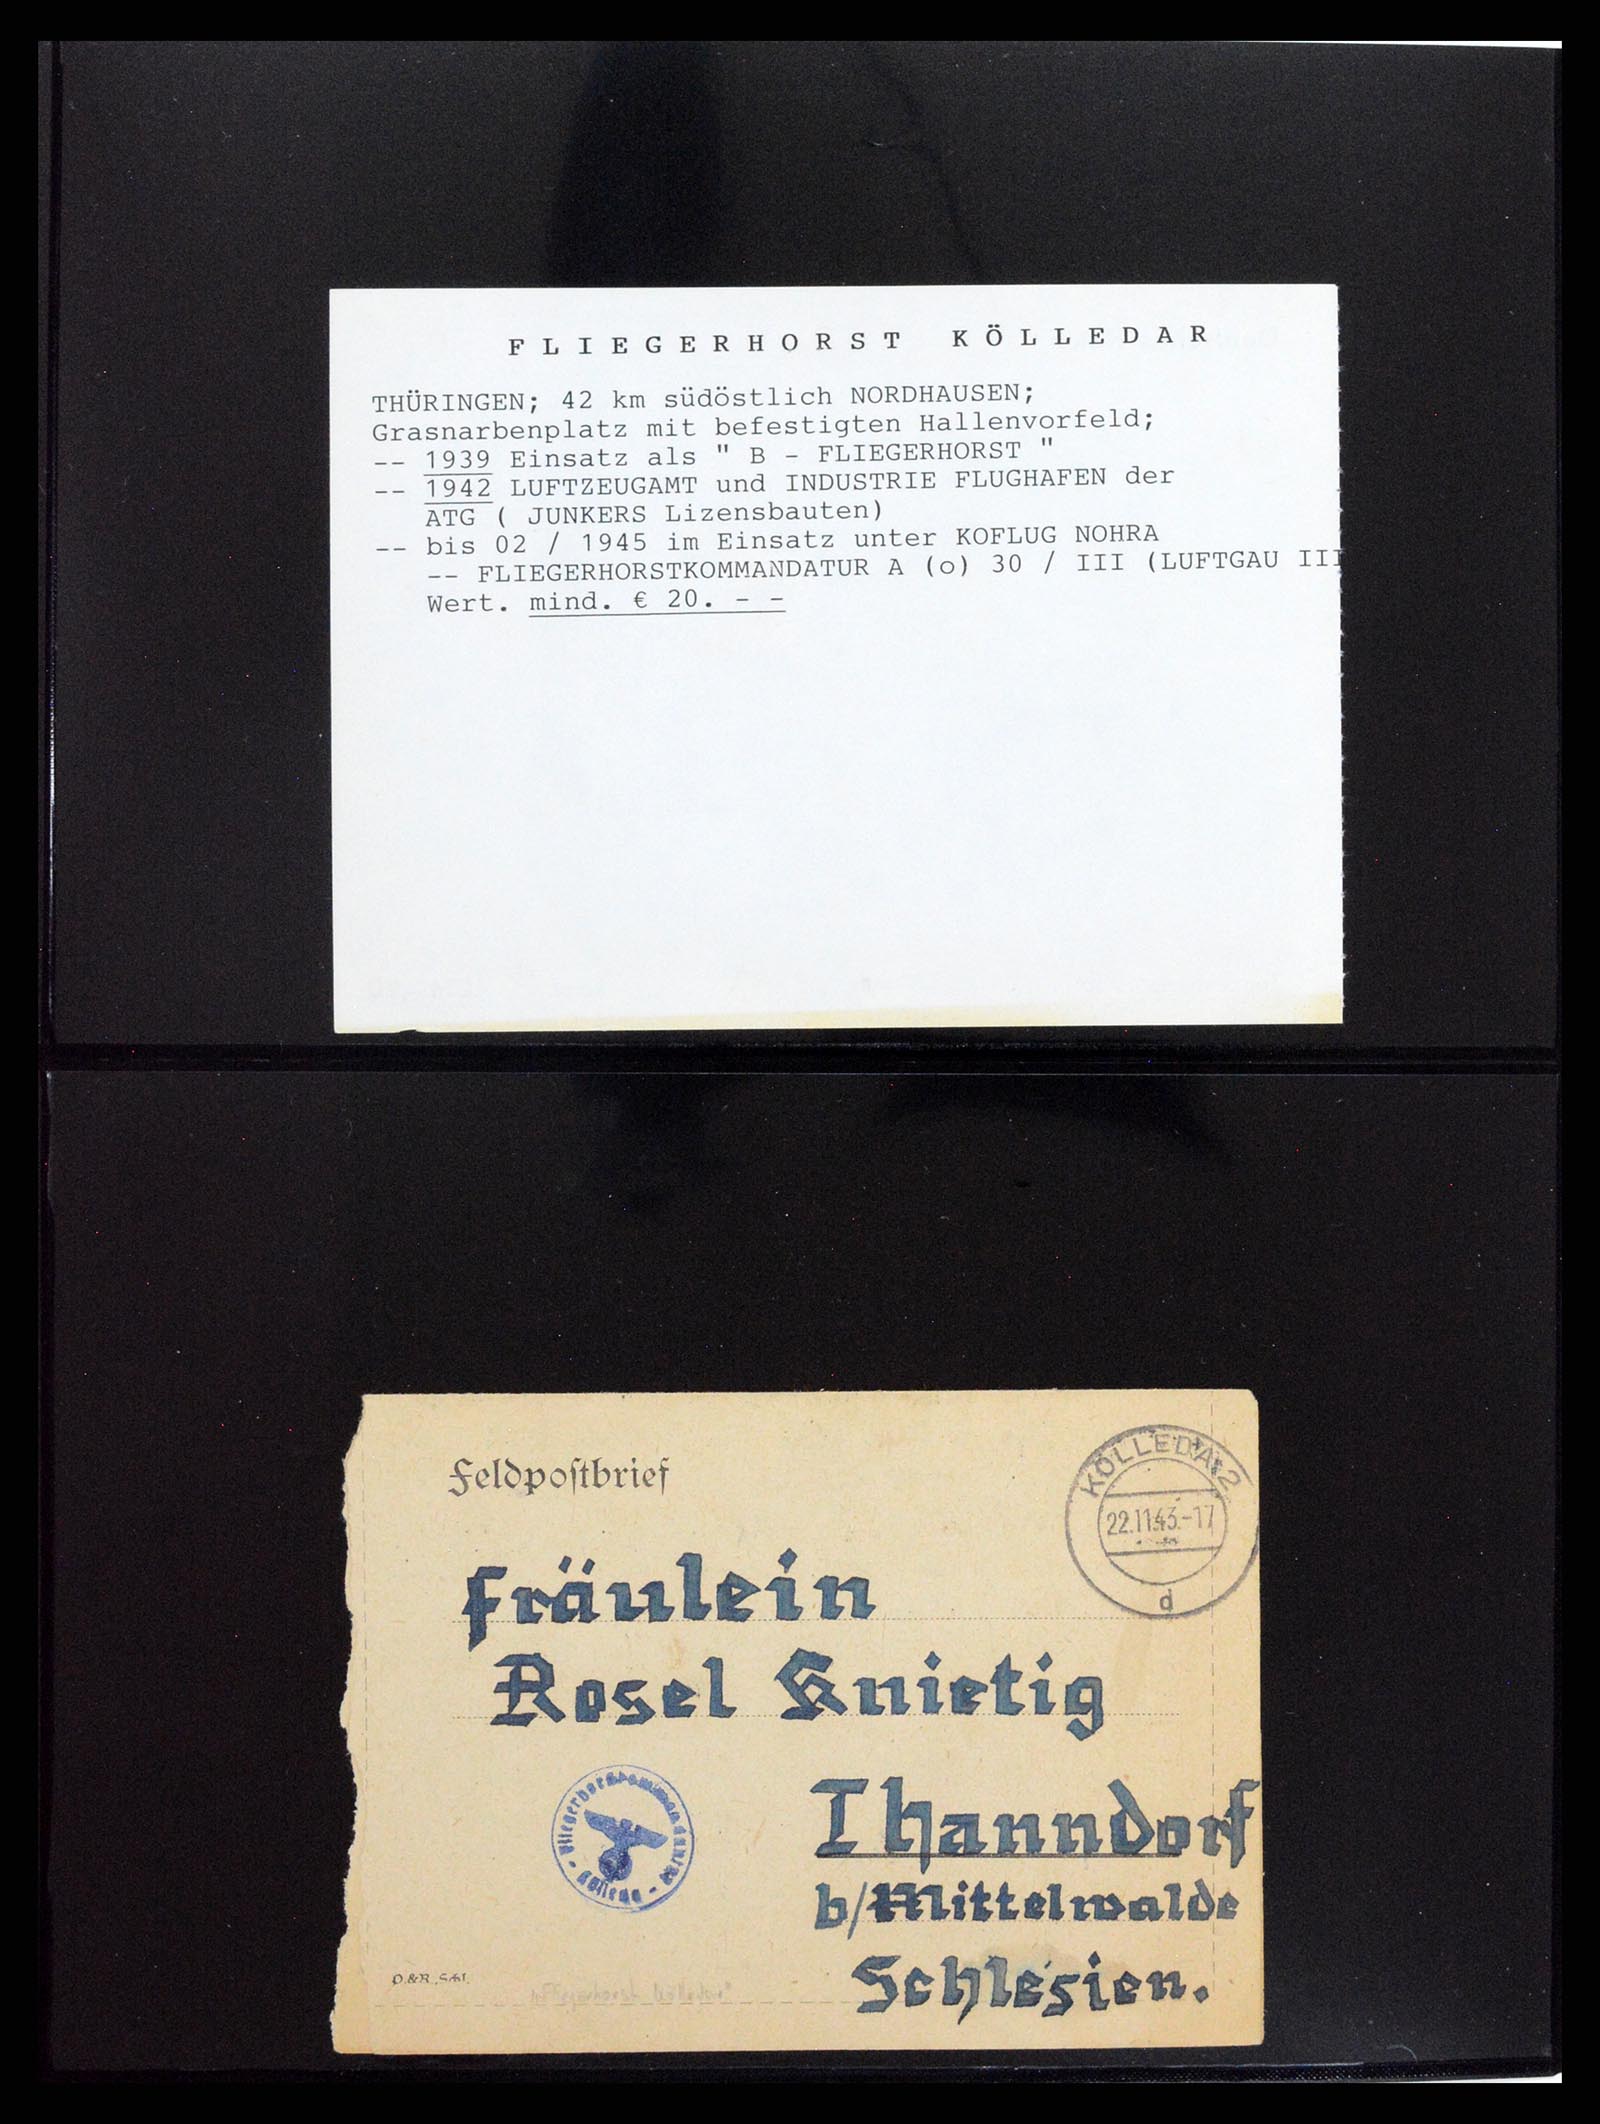 FLIEGERHORST KÖLLEDAR
THÜRINGEN; 42 km südöstlich NORDHAUSEN;
Grasnarbenplatz mit befestigten Hallenvorfeld;
-- 1939 Einsatz als " B - FLIEGERHORST "
-- 1942 LUFTZEUGAMT und INDUSTRIE FLUGHAFEN der
ATG ( JUNKERS Lizensbauten)
-- bis 02 / 1945 im Einsatz unter KOFLUG NOHRA
-- FLIEGERHORSTKOMMANDATUR A (o) 30 / III (LUFTGAU III
Wert. mind. € 20. - -
Feldpostbrief
KÖLLEDA 2
22.11.43.-17
d
Fräulein
Rosel Knietig
Thanndorf
b/Mittelwalde
Schlesien.
- Fliegerhorstkommandantur -
Kölleda